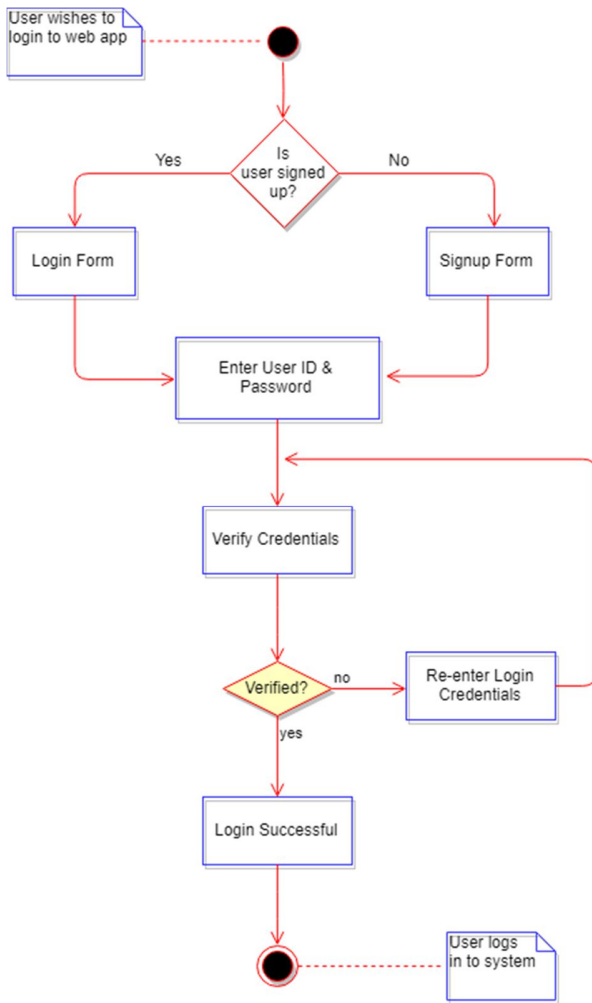 User wishes to
login to web app
Is
user signed
up?
Yes
No
Login Form
Signup Form
Enter User ID &
Password
Verify Credentials
Verified?
no
Re-enter Login
Credentials
yes
Login Successful
User logs
in to system